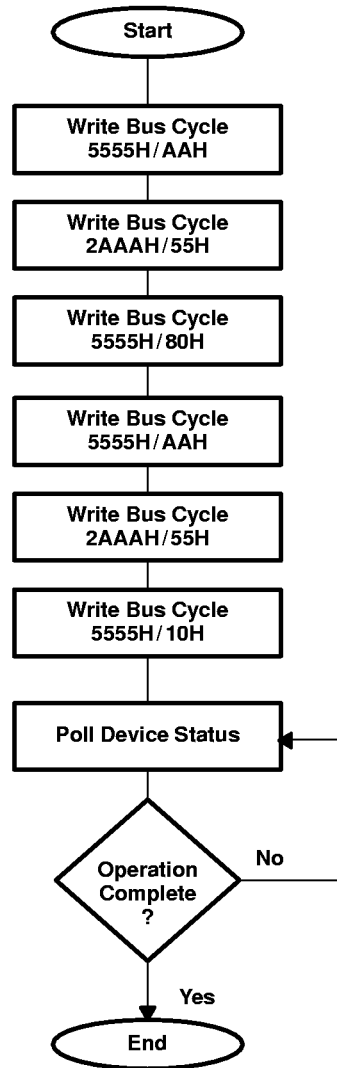 Start
Write Bus Cycle
5555H/AAH
Write Bus Cycle
2AAAH/55H
Write Bus Cycle
5555H/80H
Write Bus Cycle
5555H/AAH
Write Bus Cycle
2AAAH/55H
Write Bus Cycle
5555H/10H
Poll Device Status
Operation
Complete
?
No
Yes
End